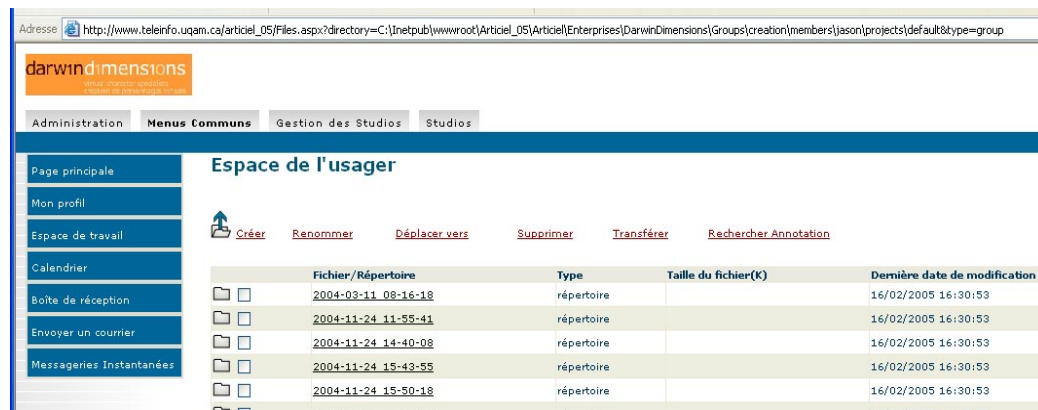 Adresse http://www.teleinfo.uqam.ca/articiel_05/Files.aspx?directory=C:\Inetpub\wwwroot\Articiel_05\Articiel\Enterprises\DarwinDimensions\Groups\creation\members\jason\projects\default&type=group
darwindimensions
virtual character specialists
Administration Menus Communs Gestion des Studios Studios
Espace de l'usager
Page principale
Mon profil
Espace de travail
Calendrier
Boîte de réception
Envoyer un courrier
Messageries Instantanées
Créer Renommer Déplacer vers Supprimer Transférer Rechercher Annotation
Fichier/Répertoire Type Taille du fichier(K) Dernière date de modification
2004-03-11 08-16-18 répertoire 16/02/2005 16:30:53
2004-11-24 11-55-41 répertoire 16/02/2005 16:30:53
2004-11-24 14-40-08 répertoire 16/02/2005 16:30:53
2004-11-24 15-43-55 répertoire 16/02/2005 16:30:53
2004-11-24 15-50-18 répertoire 16/02/2005 16:30:53